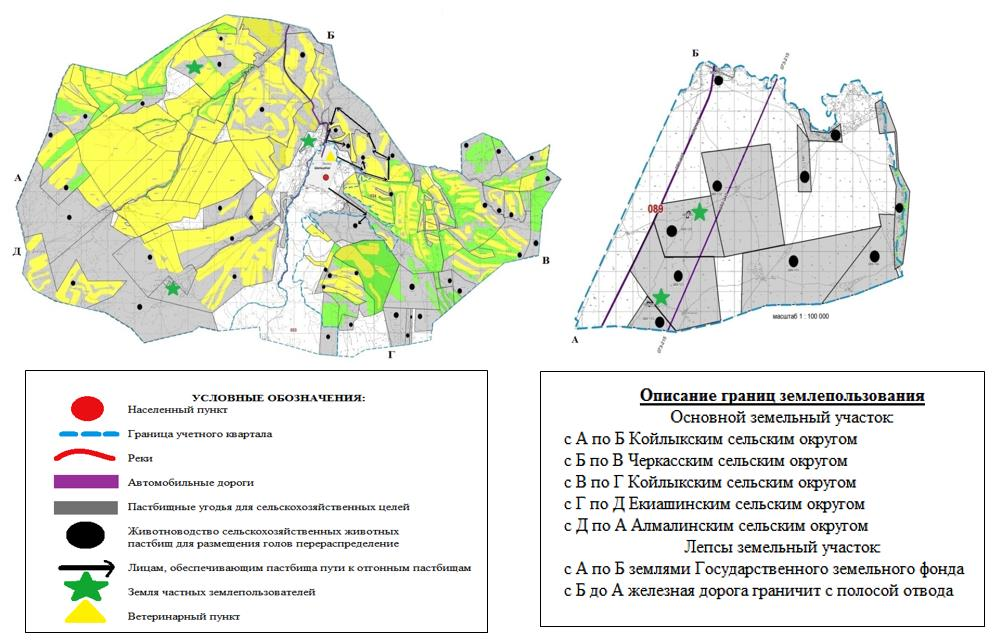 Б
А
Д
В
Г
Б
089
масштаб 1 : 100 000
А
УСЛОВНЫЕ ОБОЗНАЧЕНИЯ:
Населенный пункт
Граница учетного квартала
Реки
Автомобильные дороги
Пастбищные угодья для сельскохозяйственных целей
Животноводство сельскохозяйственных животных
пастбищ для размещения голов перераспределение
Лицам, обеспечивающим пастбища пути к отгонным пастбищам
Земля частных землепользователей
Ветеринарный пункт
Описание границ землепользования
Основной земельный участок:
с А по Б Койлыкским сельским округом
с Б по В Черкасским сельским округом
с В по Г Койлыкским сельским округом
с Г по Д Екиашинским сельским округом
с Д по А Алмалинским сельским округом
Лепсы земельный участок:
с А по Б землями Государственного земельного фонда
с Б до А железная дорога граничит с полосой отвода